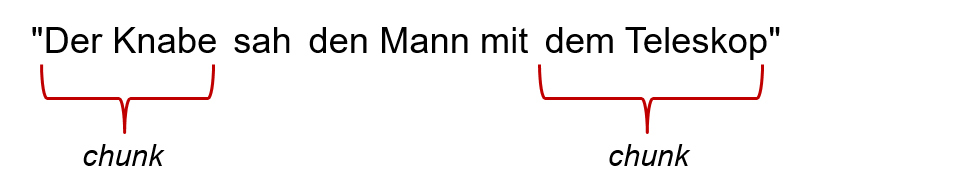 "Der Knabe sah den Mann mit dem Teleskop"
chunk chunk